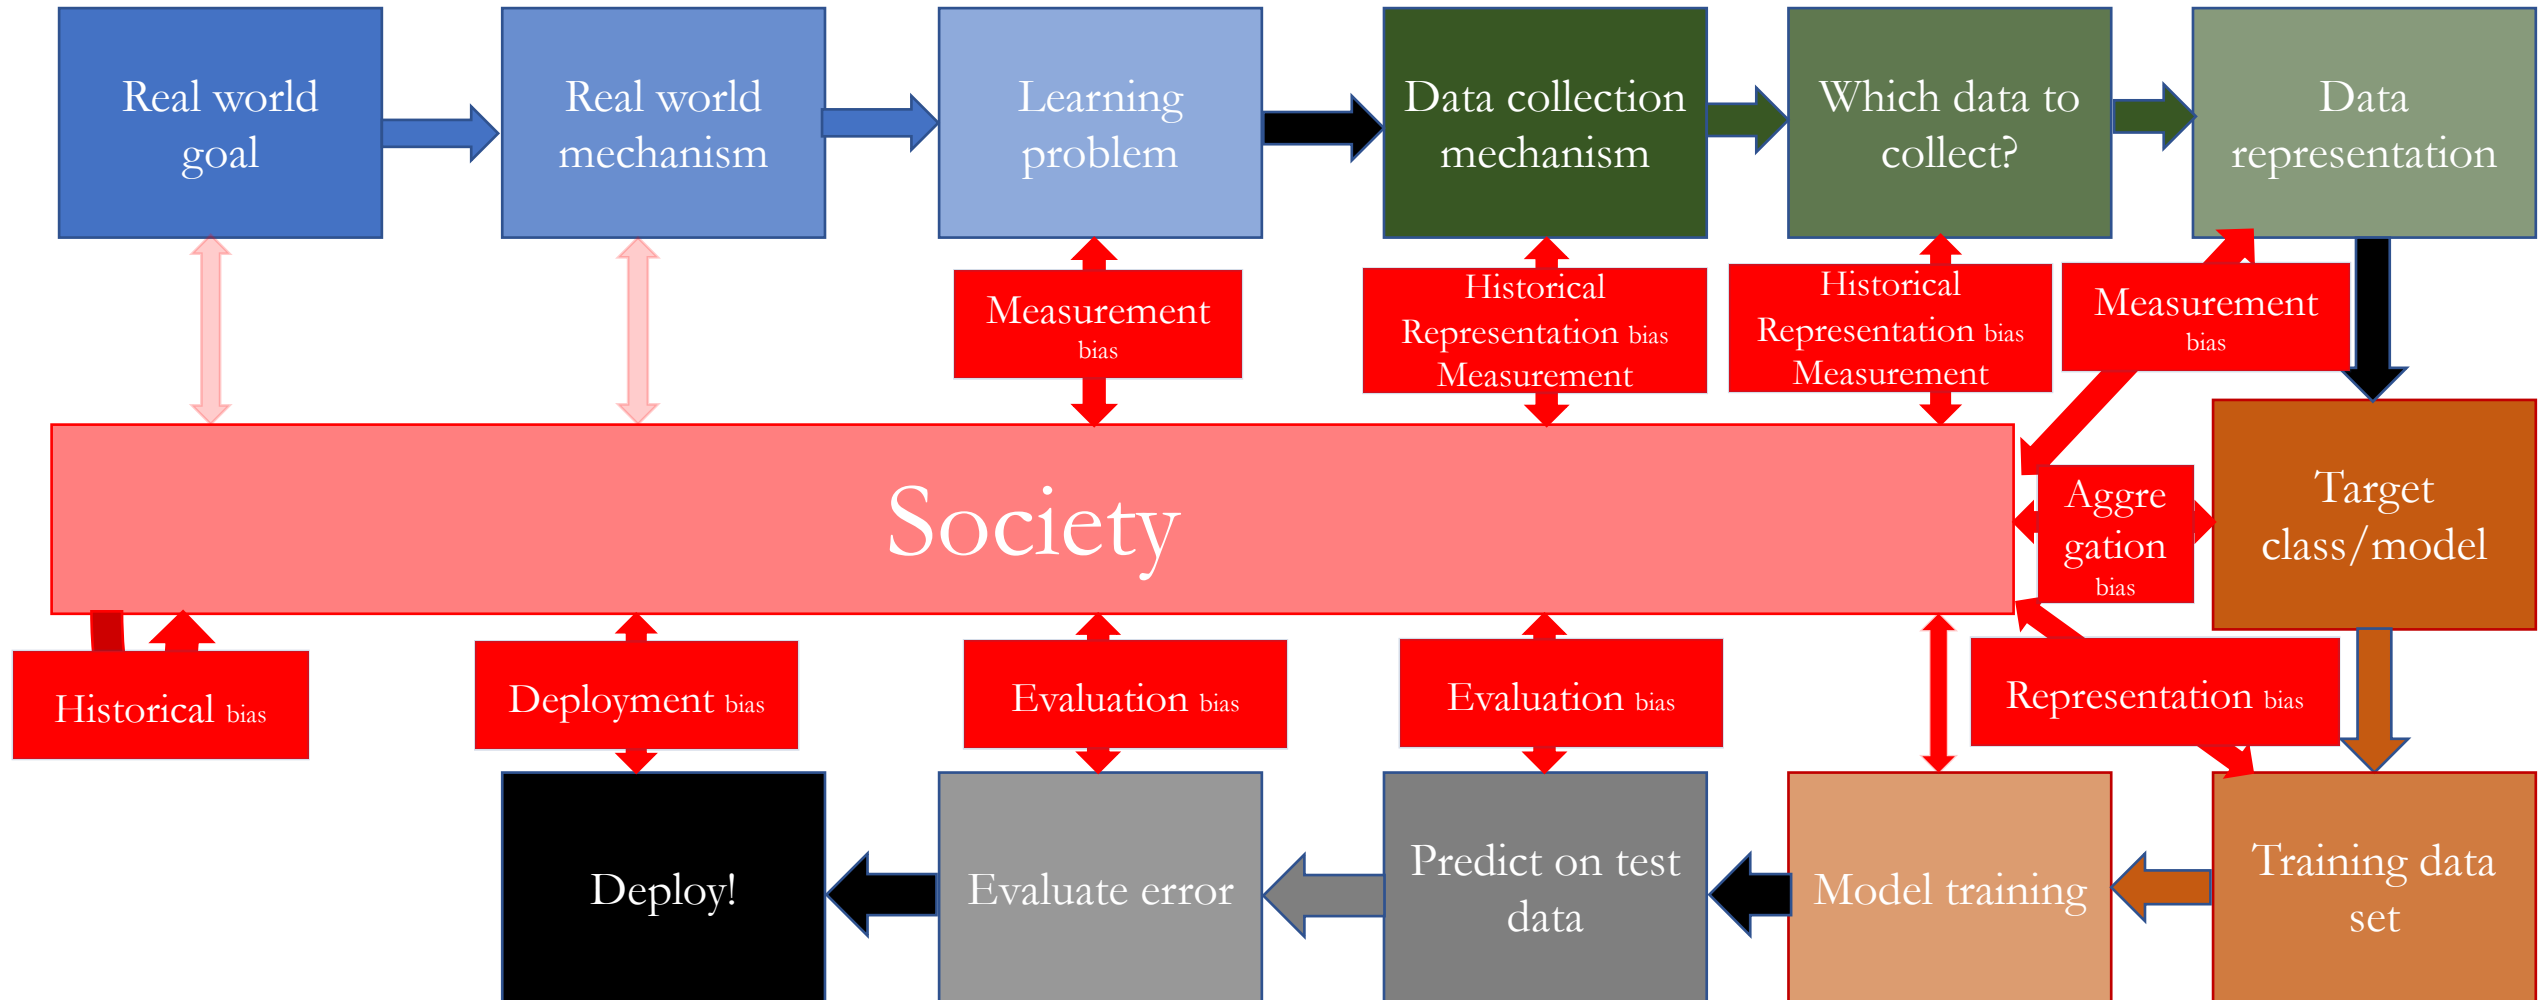 Real world
goal
Real world
mechanism
Learning
problem
Data collection
mechanism
Which data to
collect?
Data
representation
Measurement
bias
Historical
Representation bias
Measurement
Historical
Representation bias
Measurement
Measurement
bias
Society
Aggre
gation
bias
Target
class/model
Historical bias
Deployment bias
Evaluation bias
Evaluation bias
Representation bias
Deploy!
Evaluate error
Predict on test
data
Model training
Training data
set